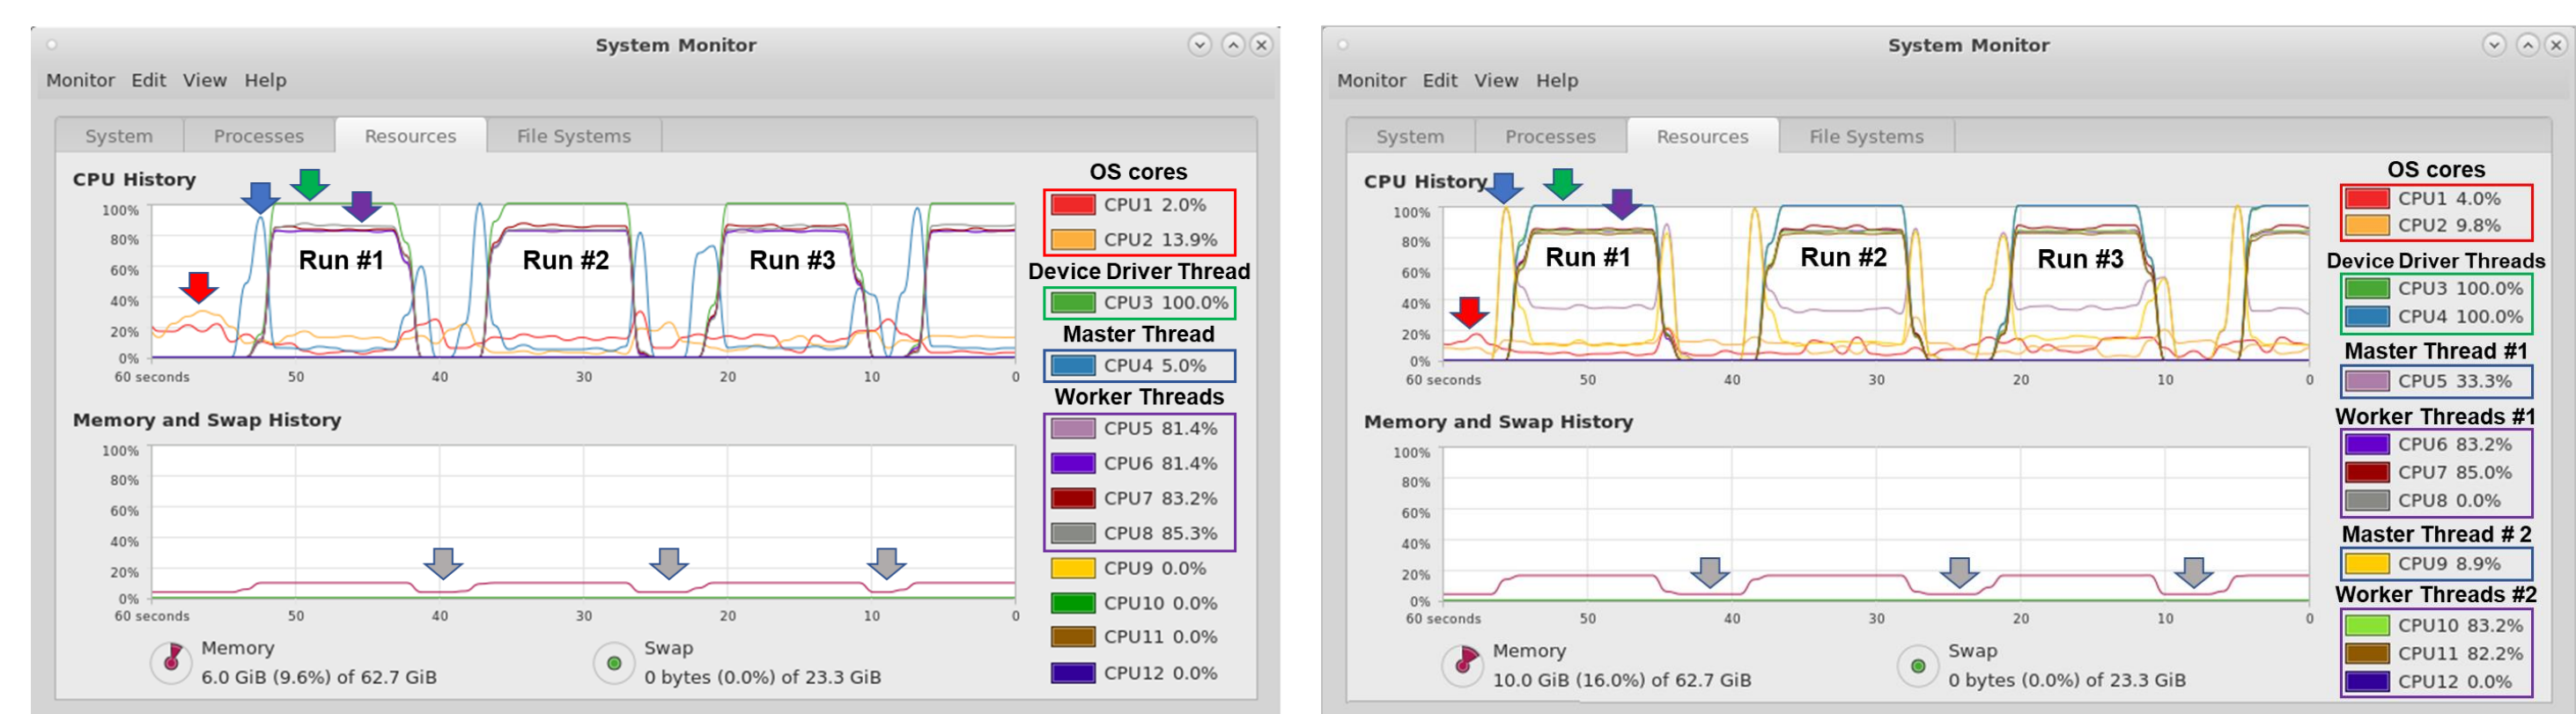 System Monitor
Monitor Edit View Help
System Processes Resources File Systems
CPU History
100%
80%
60%
40%
20%
0%
Run #1 Run #2 Run #3
60 seconds 50 40 30 20 10 0
Memory and Swap History
100%
80%
60%
40%
20%
0%
60 seconds 50 40 30 20 10 0
Memory
6.0 GiB (9.6%) of 62.7 GiB
Swap
0 bytes (0.0%) of 23.3 GiB
OS cores
CPU1 2.0%
CPU2 13.9%
Device Driver Thread
CPU3 100.0%
Master Thread
CPU4 5.0%
Worker Threads
CPU5 81.4%
CPU6 81.4%
CPU7 83.2%
CPU8 85.3%
CPU9 0.0%
CPU10 0.0%
CPU11 0.0%
CPU12 0.0%
System Monitor
Monitor Edit View Help
System Processes Resources File Systems
CPU History
100%
80%
60%
40%
20%
0%
Run #1 Run #2 Run #3
60 seconds 50 40 30 20 10 0
Memory and Swap History
100%
80%
60%
40%
20%
0%
60 seconds 50 40 30 20 10 0
Memory
10.0 GiB (16.0%) of 62.7 GiB
Swap
0 bytes (0.0%) of 23.3 GiB
OS cores
CPU1 4.0%
CPU2 9.8%
Device Driver Threads
CPU3 100.0%
CPU4 100.0%
Master Thread #1
CPU5 33.3%
Worker Threads #1
CPU6 83.2%
CPU7 85.0%
CPU8 0.0%
Master Thread # 2
CPU9 8.9%
Worker Threads #2
CPU10 83.2%
CPU11 82.2%
CPU12 0.0%